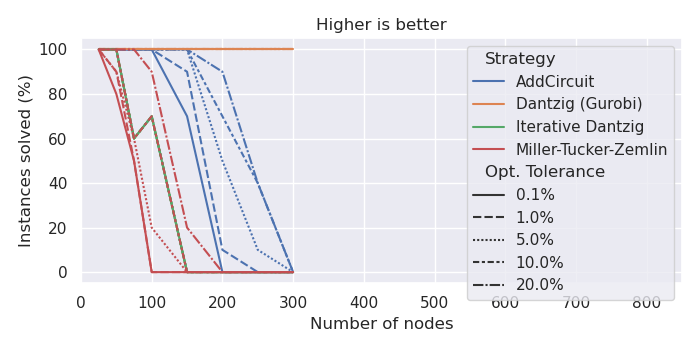 Higher is better
Instances solved (%)
100
80
60
40
20
0
Strategy
AddCircuit
Dantzig (Gurobi)
Iterative Dantzig
Miller-Tucker-Zemlin
Opt. Tolerance
0.1%
1.0%
5.0%
10.0%
20.0%
0 100 200 300 400 500 600 700 800
Number of nodes